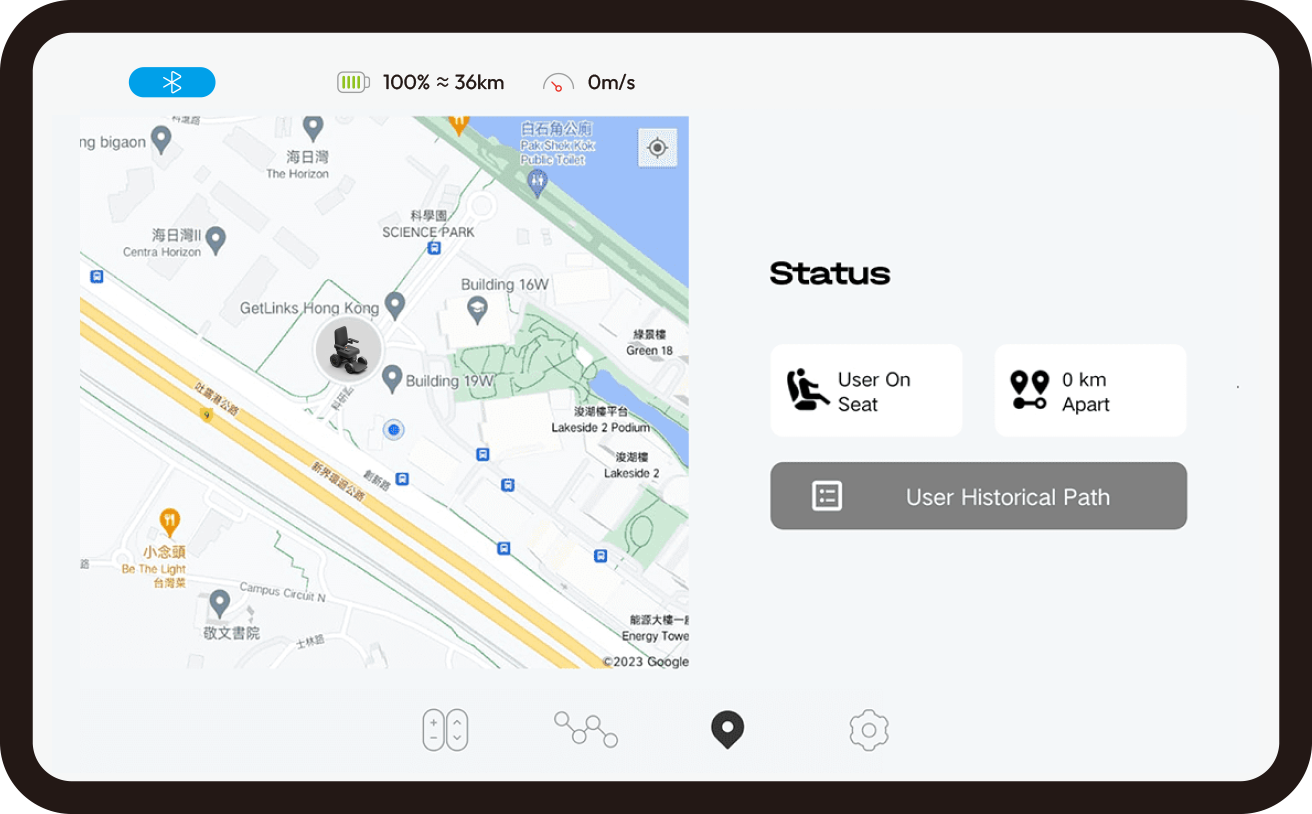 100% ≈ 36km
0m/s
ng bigaon
海日灣
The Horizon
白石角公廁
Pak Shek Kok
Public Toilet
科學園
SCIENCE PARK
海日灣II
Centra Horizon
Building 16W
GetLinks Hong Kong
綠景樓
Green 18
Building 19W
吐露港公路
9
科研路
浚湖樓平台
Lakeside 2 Podium
浚湖樓
Lakeside 2
新界環迴公路
創新路
小念頭
Be The Light
台灣菜
路
Campus Circuit N
敬文書院
士林路
能源大樓一
Energy Towe
©2023 Google
Status
User On
Seat
0 km
Apart
User Historical Path